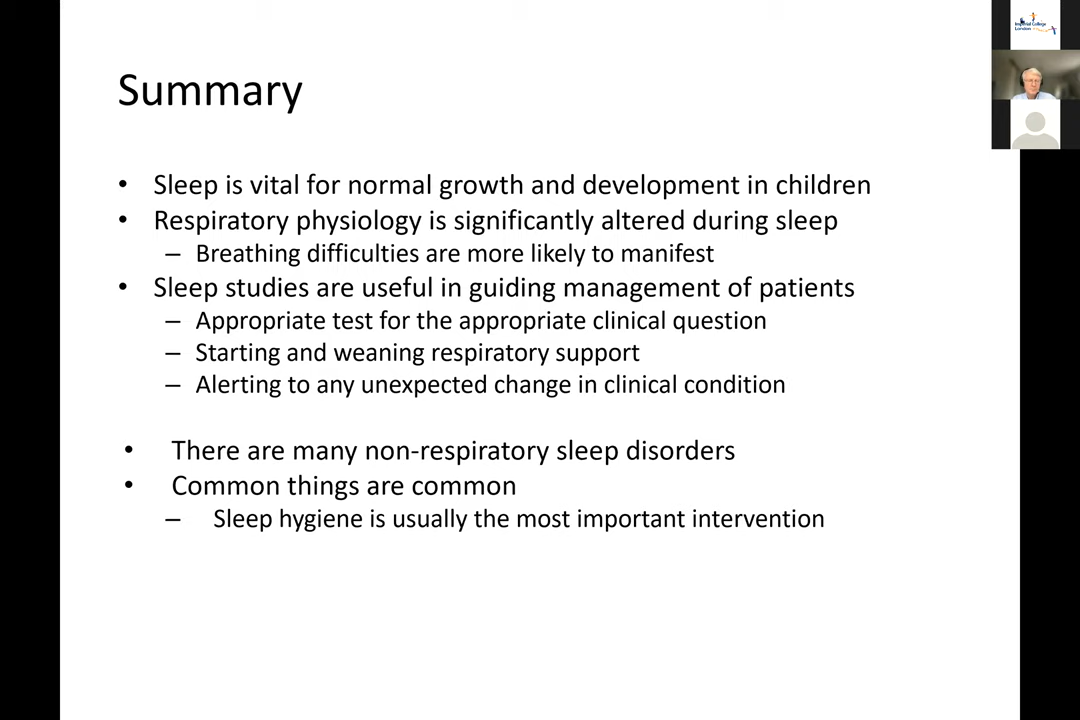 Imperial College
London
Summary
• Sleep is vital for normal growth and development in children
• Respiratory physiology is significantly altered during sleep
– Breathing difficulties are more likely to manifest
• Sleep studies are useful in guiding management of patients
– Appropriate test for the appropriate clinical question
– Starting and weaning respiratory support
– Alerting to any unexpected change in clinical condition
• There are many non-respiratory sleep disorders
• Common things are common
– Sleep hygiene is usually the most important intervention